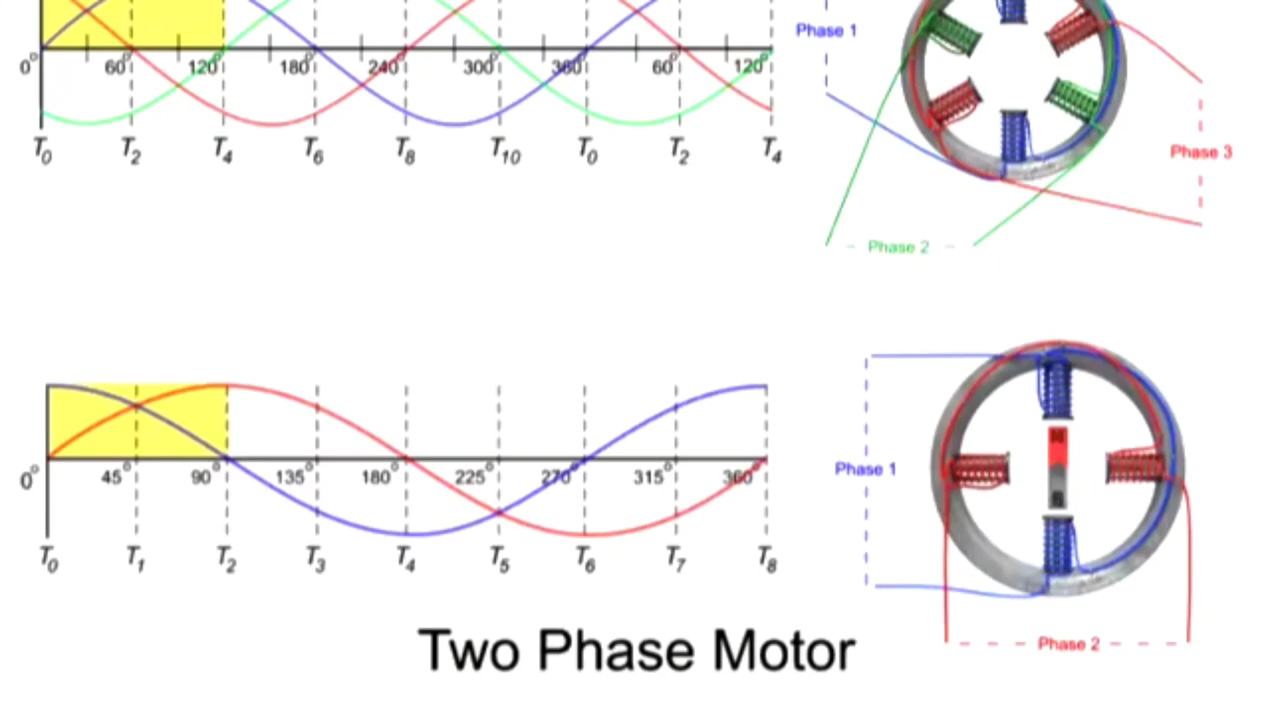 Phase 1
0° 60° 120° 180° 240° 300° 360° 60° 120°
T0 T2 T4 T6 T8 T10 T0 T2 T4
Phase 3
Phase 2
0° 45° 90° 135° 180° 225° 270° 315° 360°
Phase 1
N
S
T0 T1 T2 T3 T4 T5 T6 T7 T8
Two Phase Motor
Phase 2